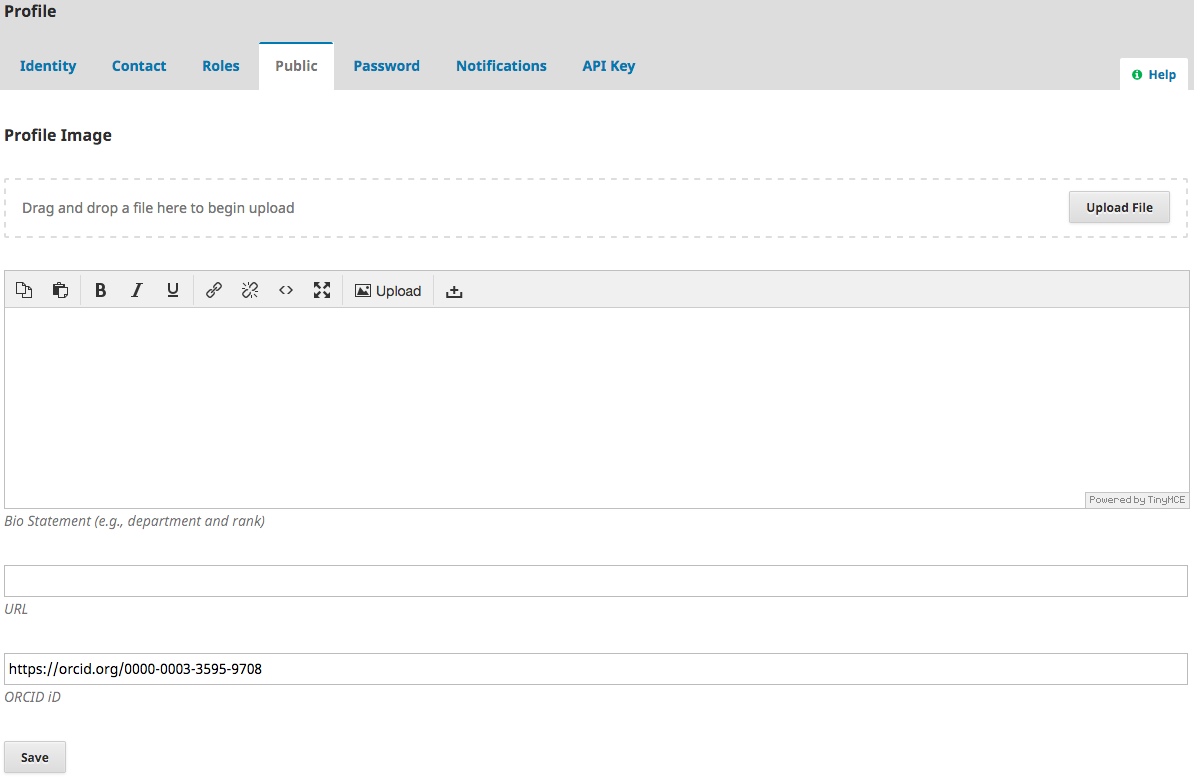 Profile
Identity Contact Roles Public Password Notifications API Key
Help
Profile Image
Drag and drop a file here to begin upload Upload File
B I U <> Upload
Powered by TinyMCE
Bio Statement (e.g., department and rank)
URL
https://orcid.org/0000-0003-3595-9708
ORCID iD
Save